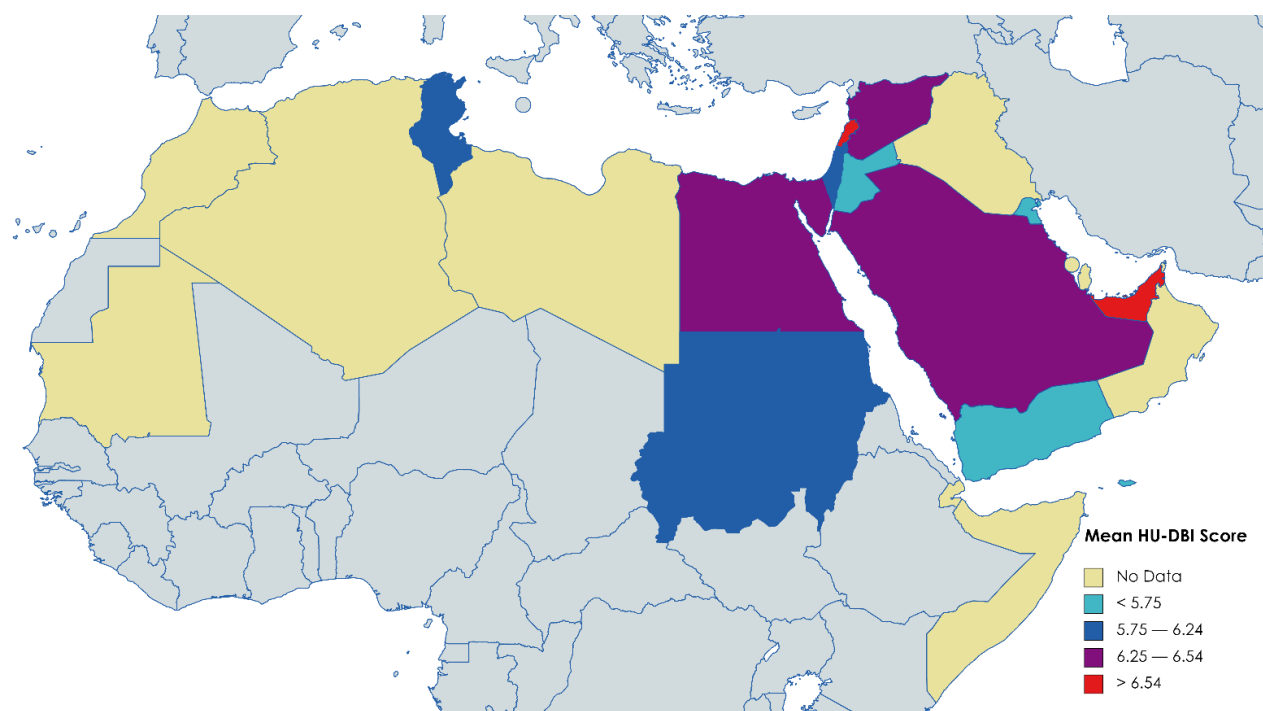 Mean HU-DBI Score
No Data
< 5.75
5.75 — 6.24
6.25 — 6.54
> 6.54